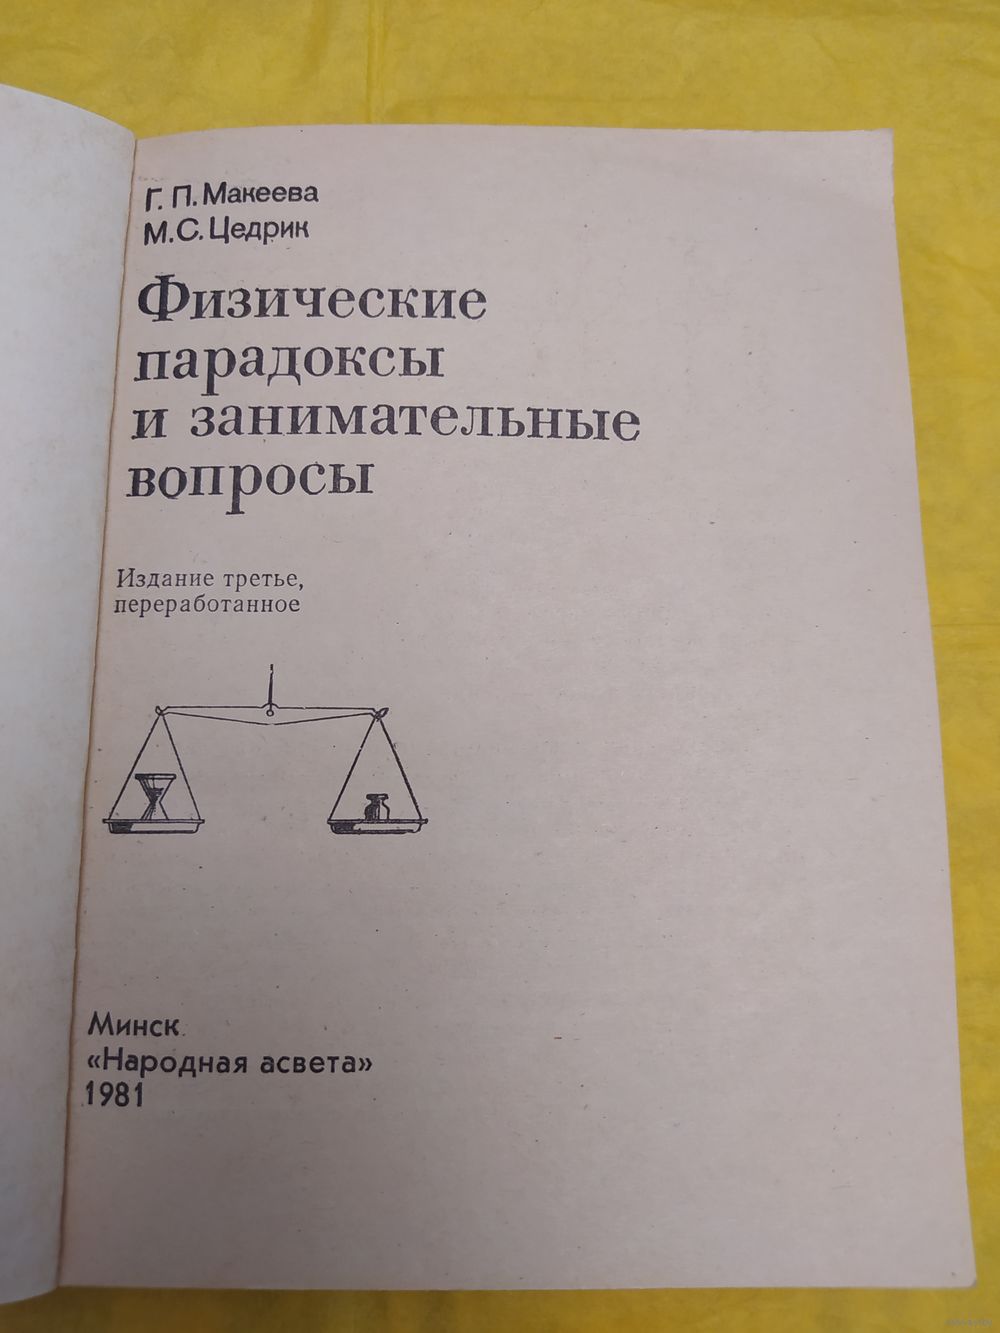 Г. П. Макеева
М. С. Цедрик
Физические
парадоксы
и занимательные
вопросы
Издание третье,
переработанное
Минск
«Народная асвета»
1981